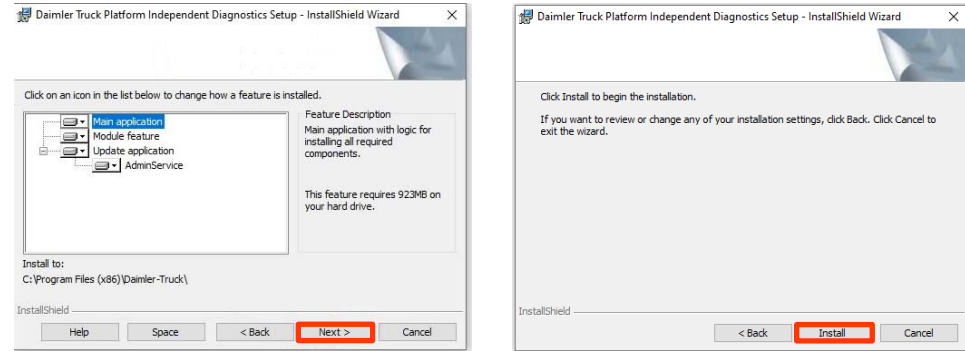 Daimler Truck Platform Independent Diagnostics Setup - InstallShield Wizard
Click on an icon in the list below to change how a feature is installed.
Main application
Module feature
Update application
AdminService
Feature Description
Main application with logic for
installing all required
components.
This feature requires 923MB on
your hard drive.
Install to:
C:\Program Files (x86)\Daimler-Truck\
InstallShield
Help
Space
< Back
Next >
Cancel
Daimler Truck Platform Independent Diagnostics Setup - InstallShield Wizard
Click Install to begin the installation.
If you want to review or change any of your installation settings, click Back. Click Cancel to
exit the wizard.
InstallShield
< Back
Install
Cancel